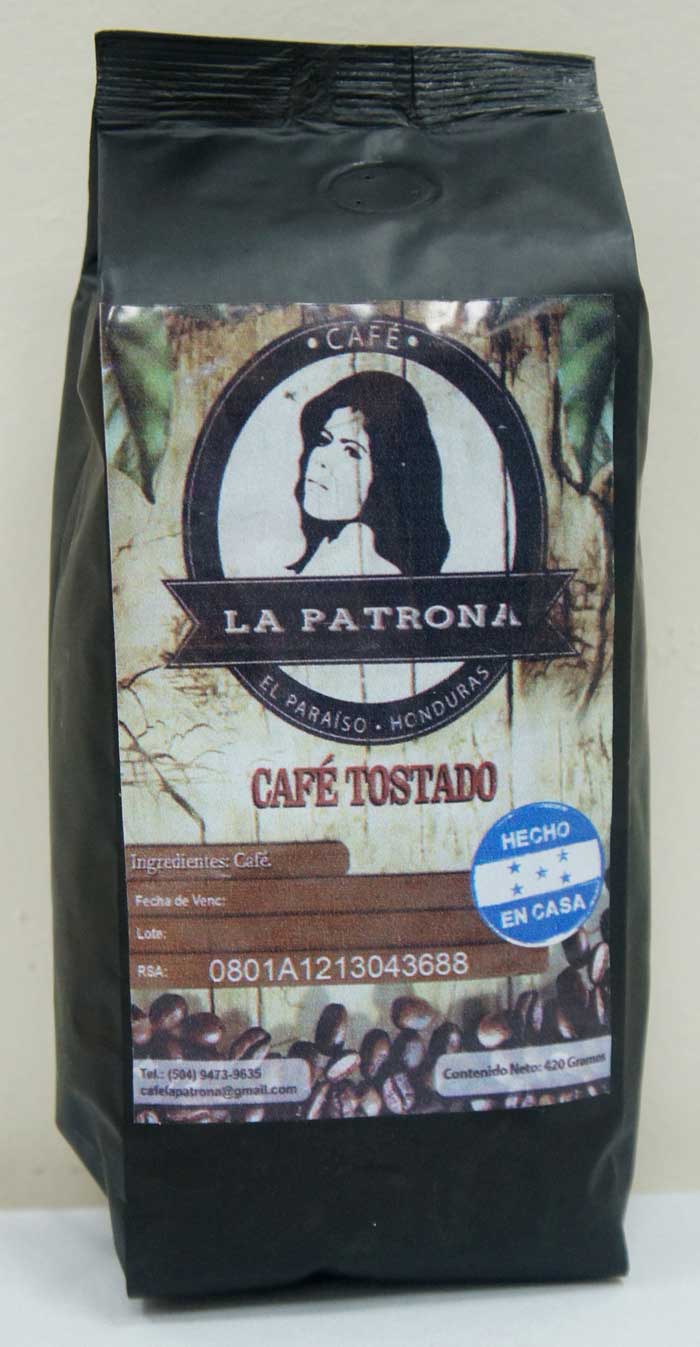 • CAFÉ •
LA PATRONA
EL PARAÍSO • HONDURAS
CAFÉ TOSTADO
HECHO
EN CASA
Ingredientes: Café.
Fecha de Venc:
Lote:
RSA: 0801A1213043688
Tel.: (504) 9473-9635
cafelapatrona@gmail.com
Contenido Neto: 420 Gramos